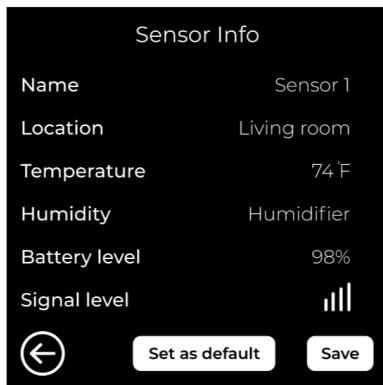 Sensor Info
Name Sensor 1
Location Living room
Temperature 74°F
Humidity Humidifier
Battery level 98%
Signal level
Set as default Save